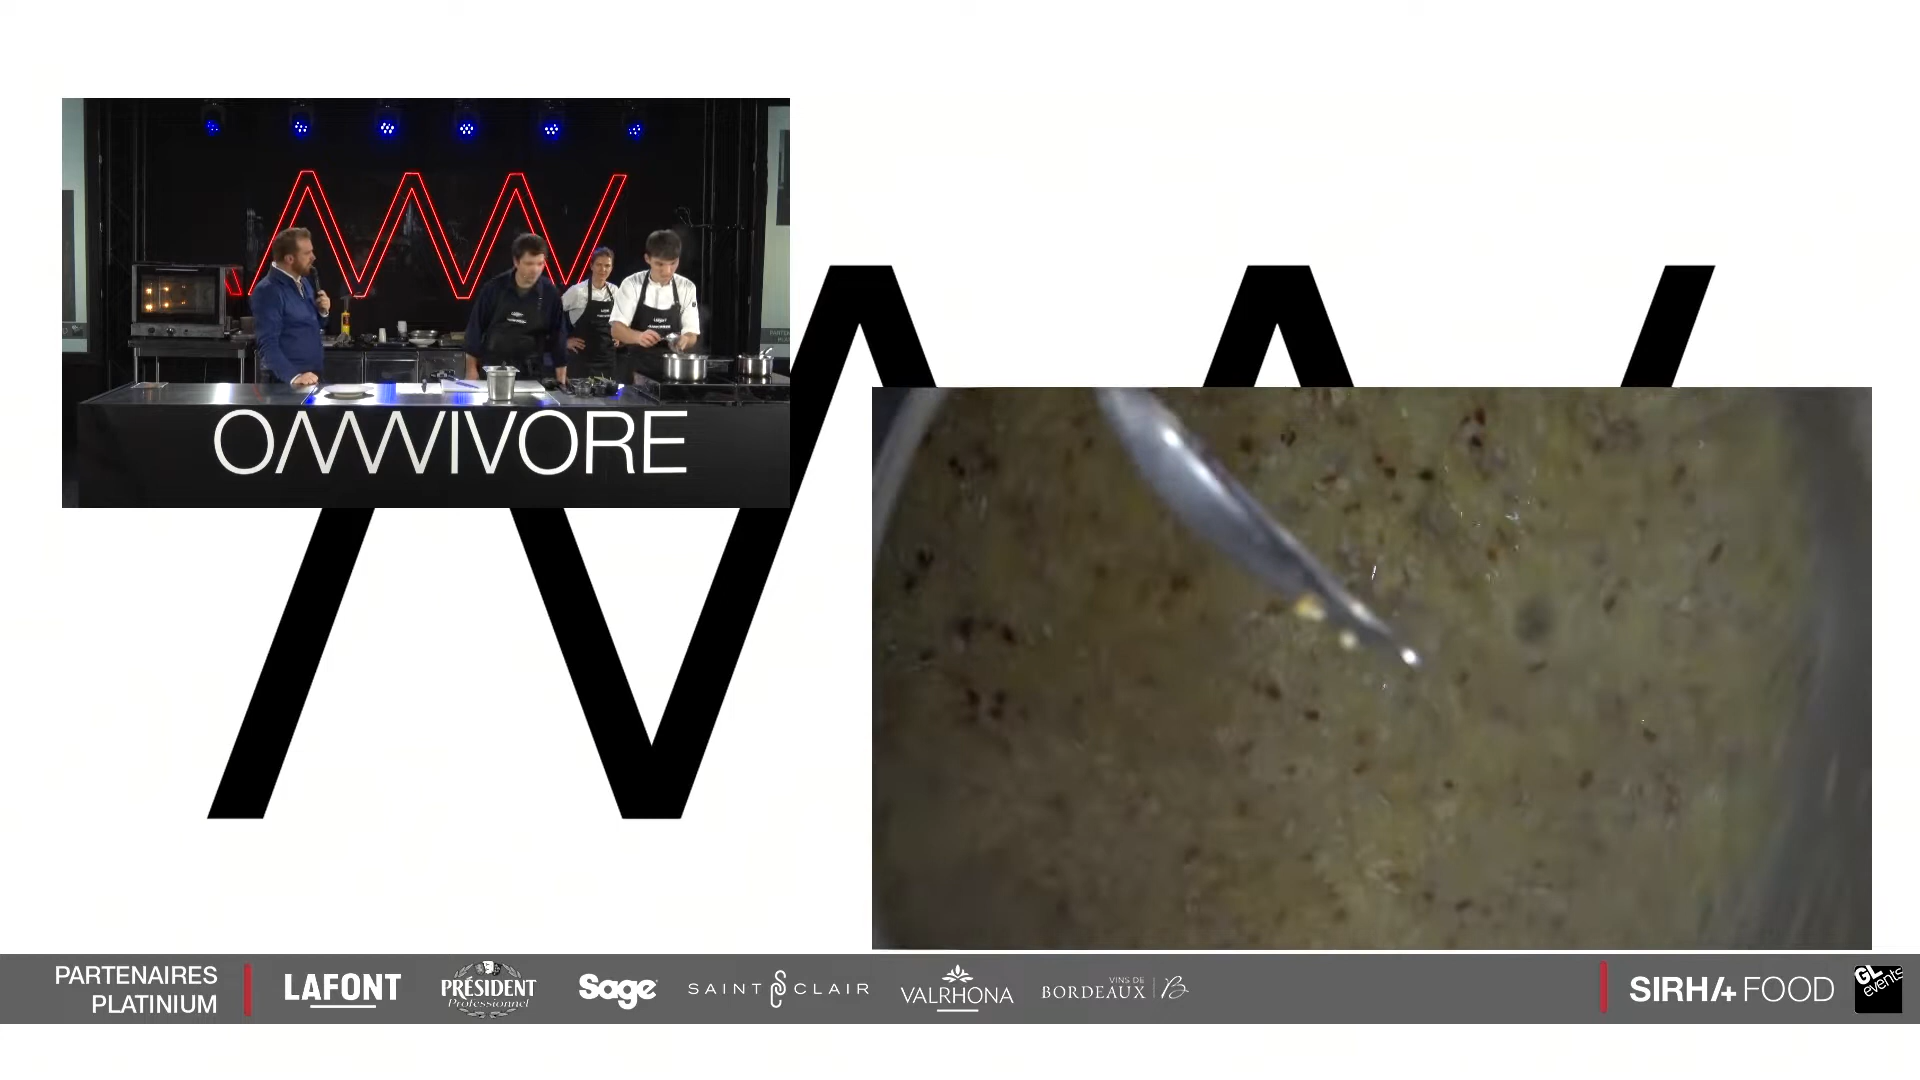 OMNIVORE
PARTENAIRES
PLATINIUM
LAFONT
PRÉSIDENT
Professionnel
Sage
SAINT CLAIR
VALRHONA
VINS DE
BORDEAUX B
SIRHA FOOD
GL
events